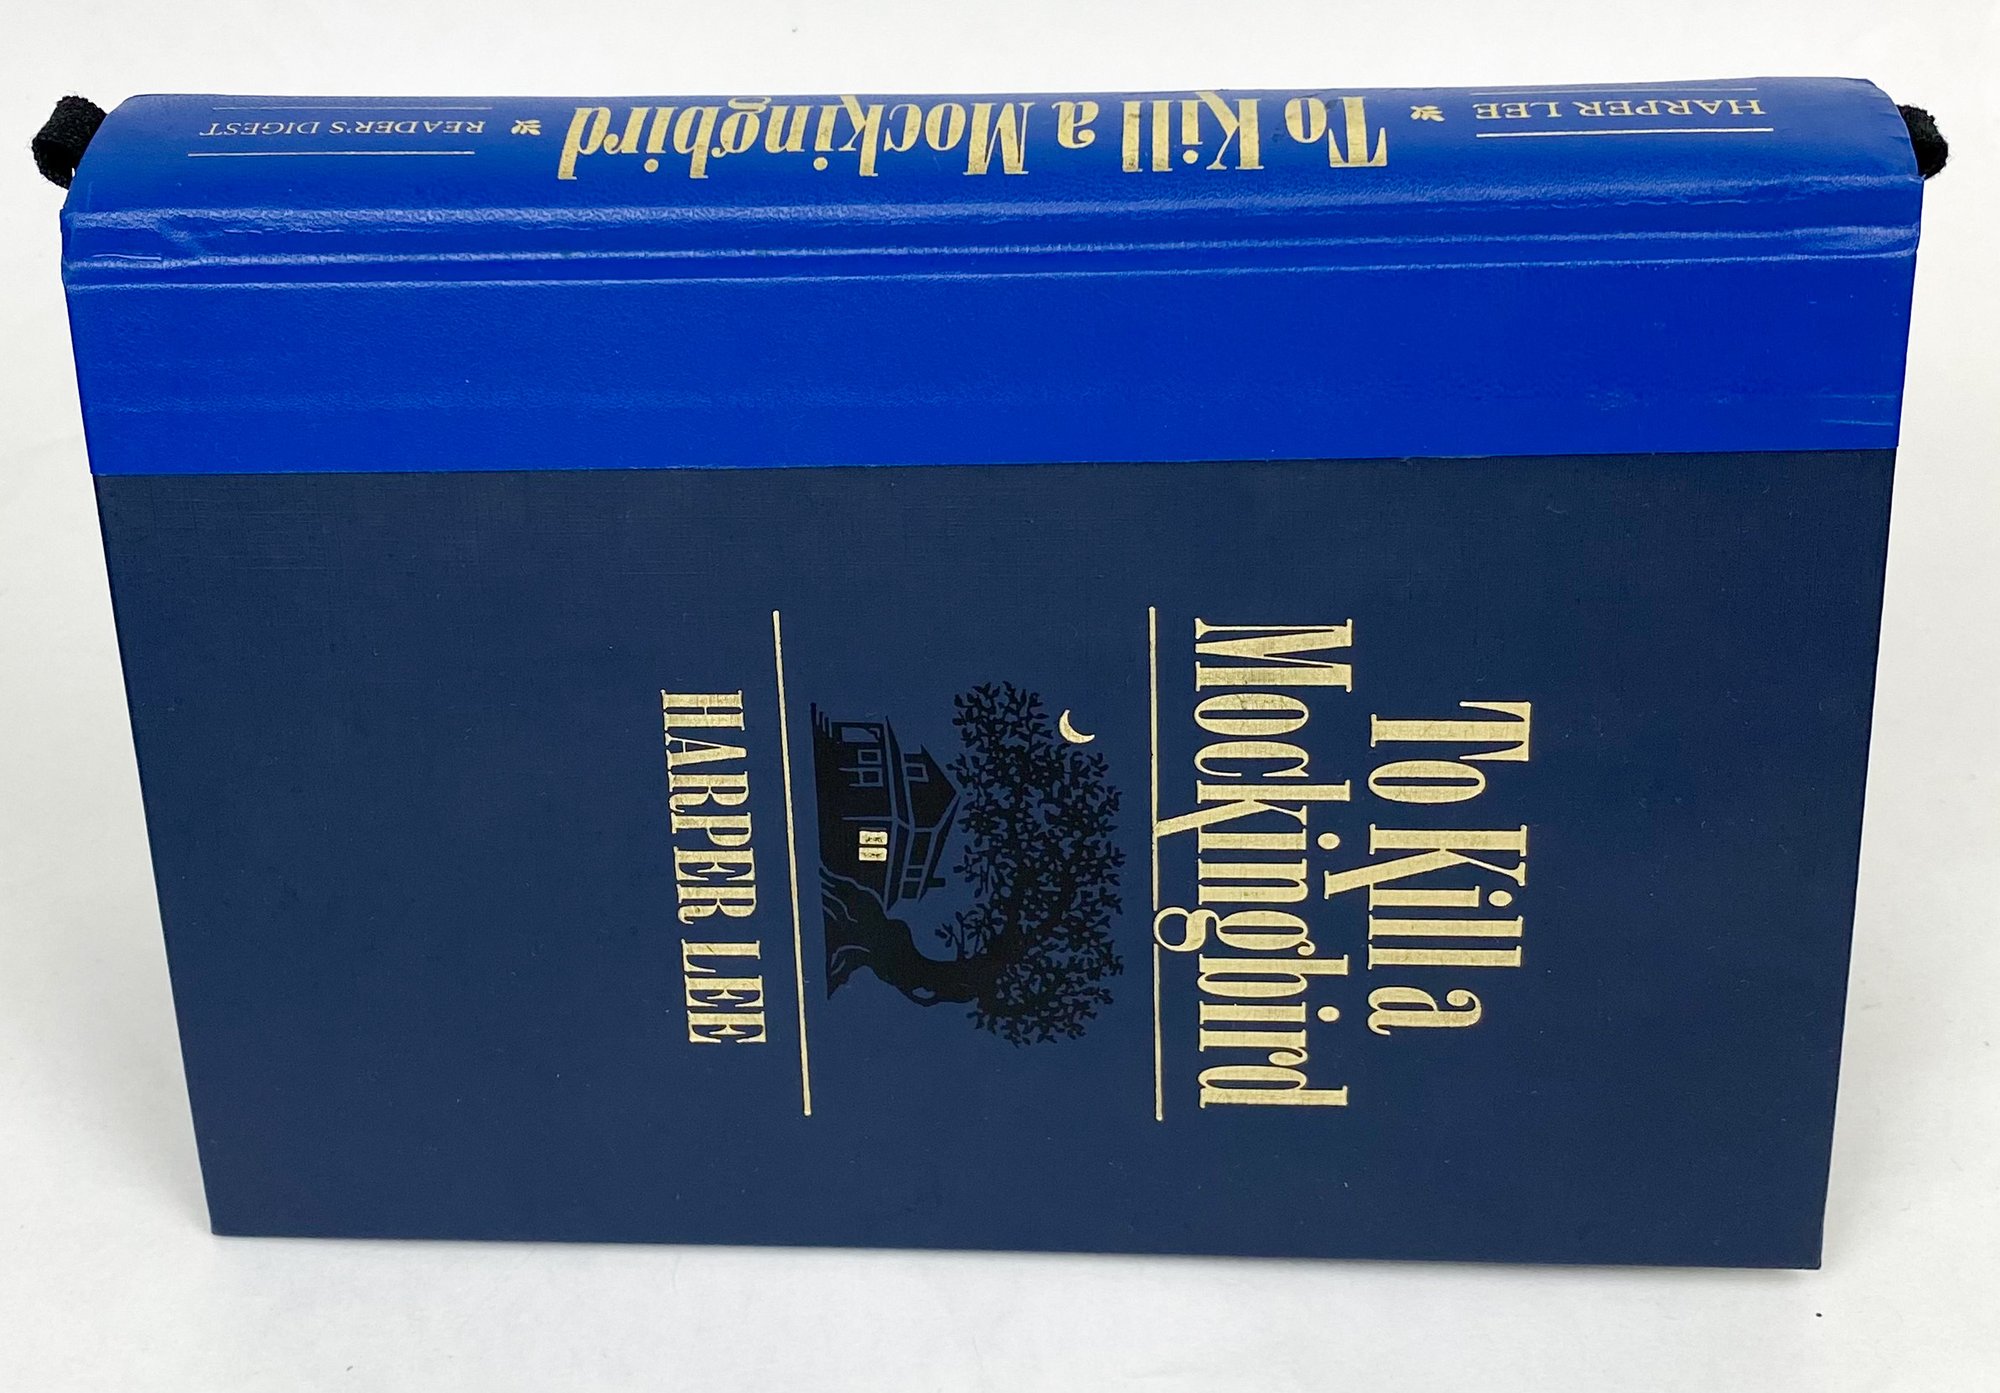 HARPER LEE
To Kill a Mockingbird
READER'S DIGEST
To Kill a
Mockingbird
HARPER LEE